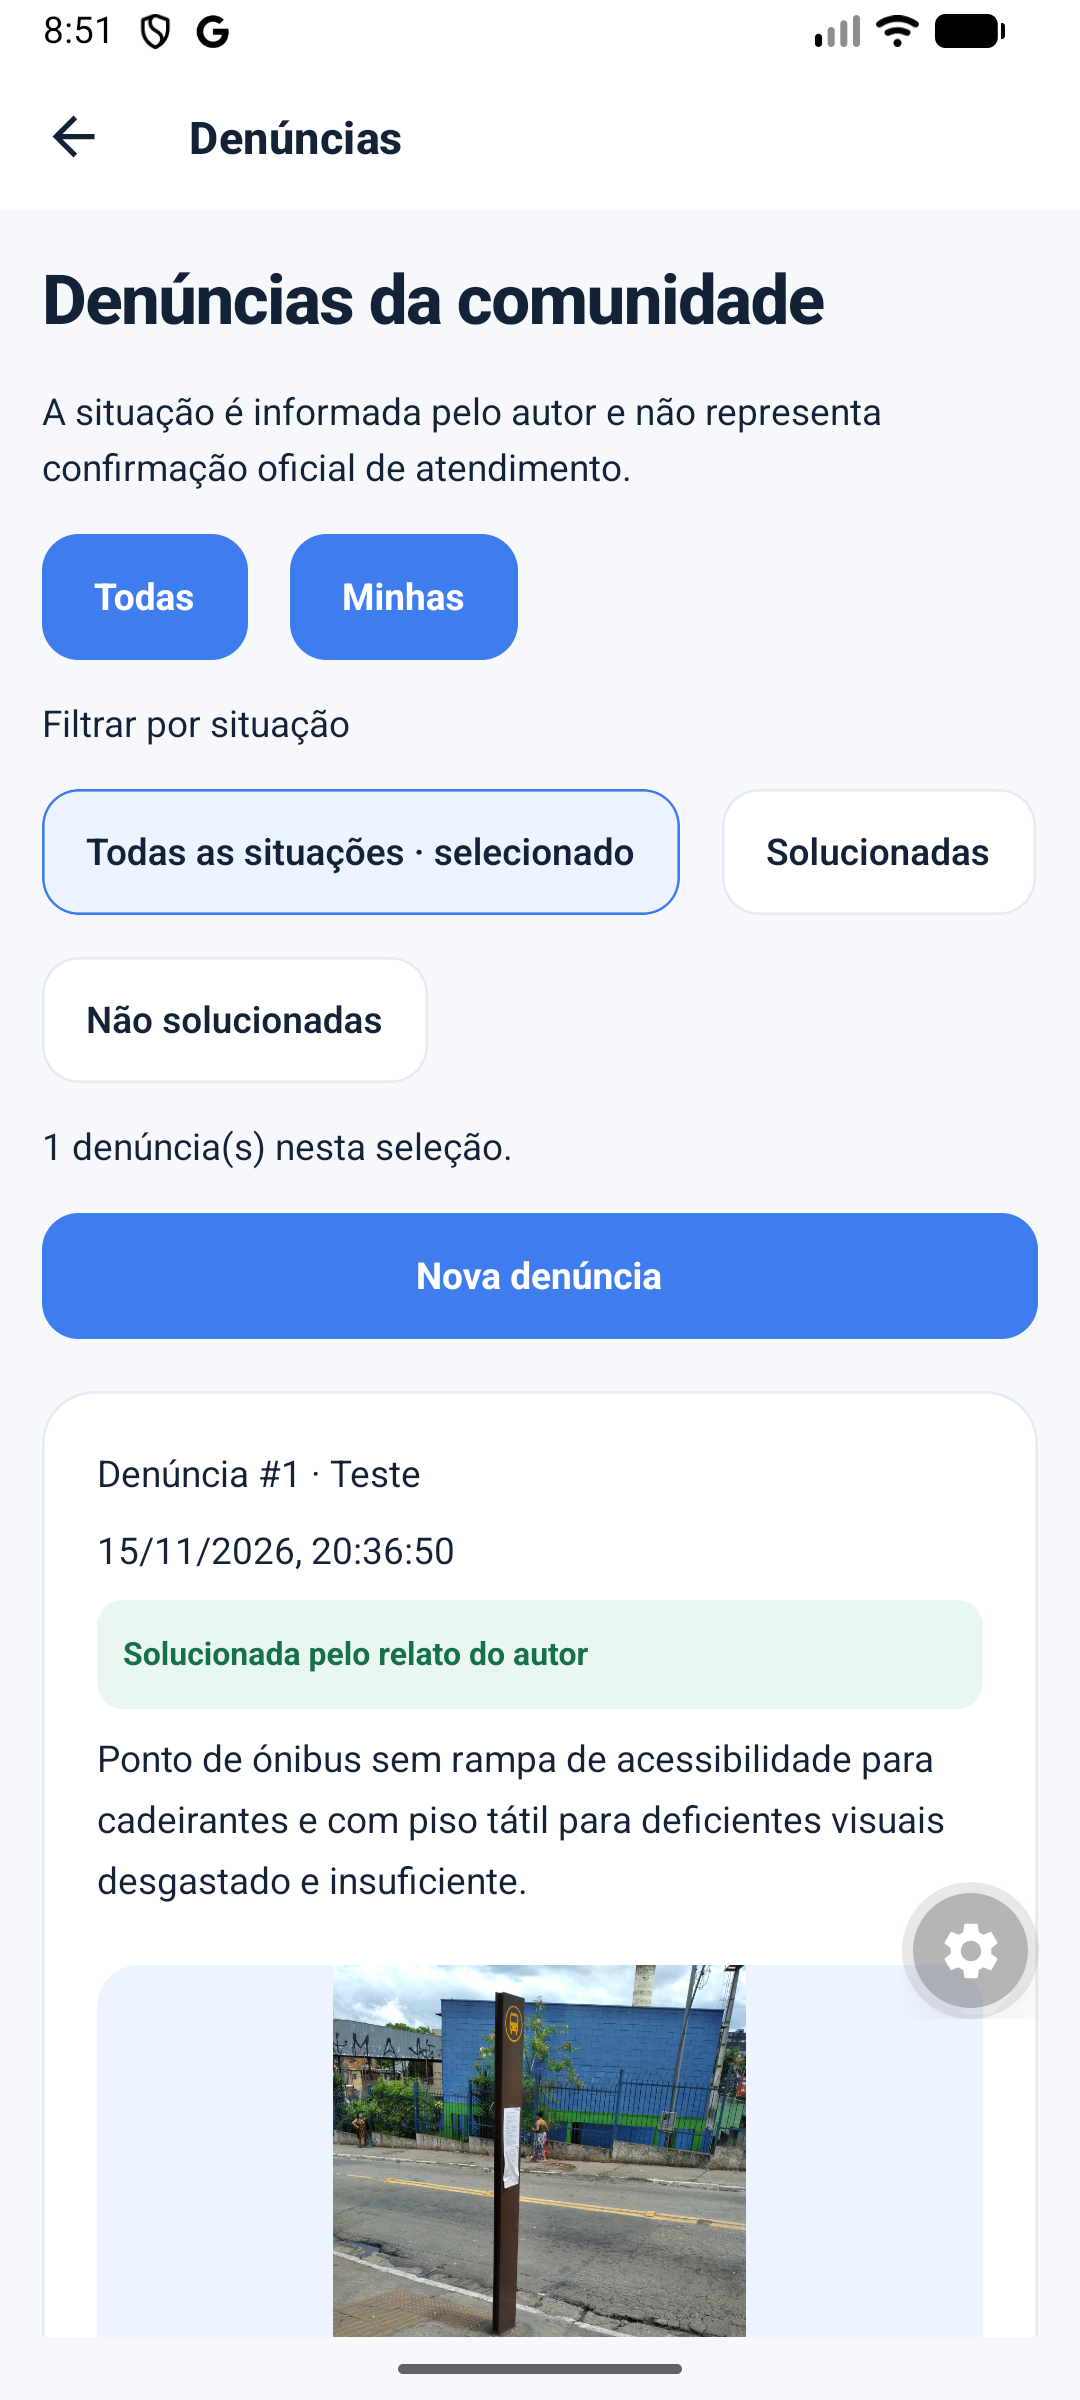 8:51
Denúncias
Denúncias da comunidade
A situação é informada pelo autor e não representa
confirmação oficial de atendimento.
Todas
Minhas
Filtrar por situação
Todas as situações · selecionado
Solucionadas
Não solucionadas
1 denúncia(s) nesta seleção.
Nova denúncia
Denúncia #1 · Teste
15/11/2026, 20:36:50
Solucionada pelo relato do autor
Ponto de ónibus sem rampa de acessibilidade para
cadeirantes e com piso tátil para deficientes visuais
desgastado e insuficiente.